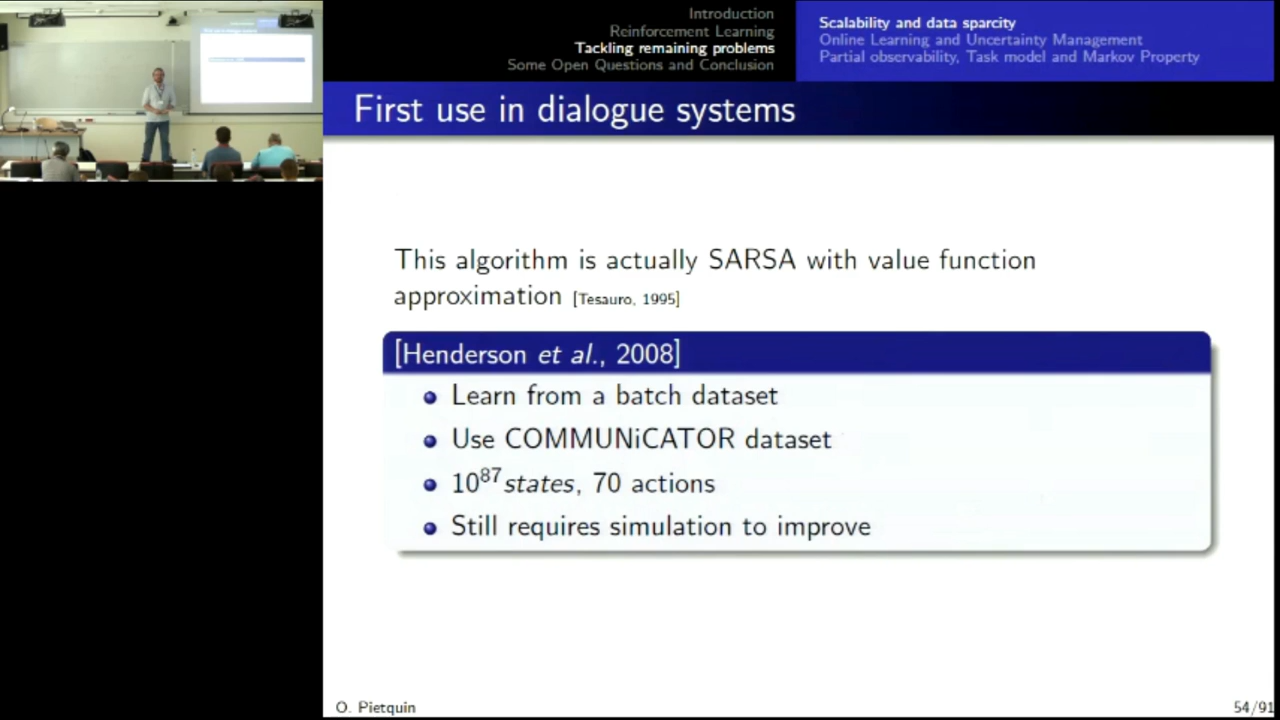 Introduction
Reinforcement Learning
Tackling remaining problems
Some Open Questions and Conclusion
Scalability and data sparcity
Online Learning and Uncertainty Management
Partial observability, Task model and Markov Property
First use in dialogue systems
This algorithm is actually SARSA with value function
approximation [Tesauro, 1995]
[Henderson et al., 2008]
Learn from a batch dataset
Use COMMUNiCATOR dataset
10^87 states, 70 actions
Still requires simulation to improve
O. Pietquin
54/91